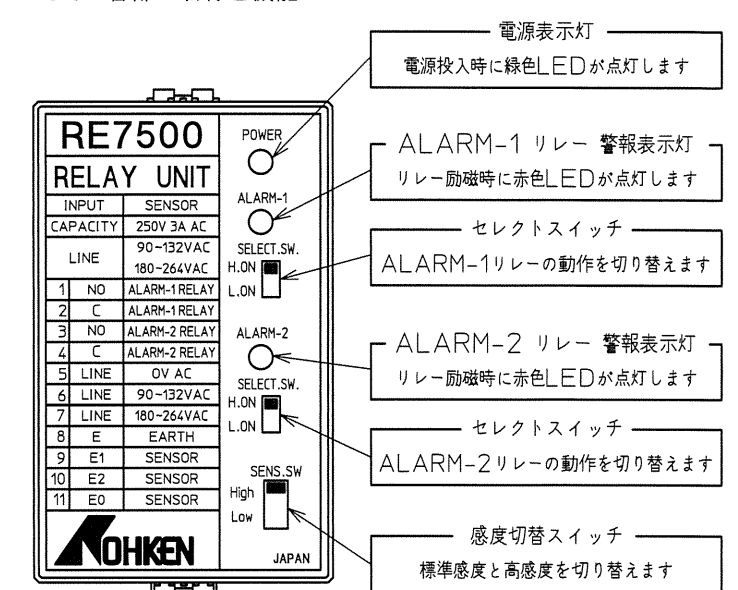 RE7500
RELAY UNIT
INPUT SENSOR
CAPACITY 250V 3A AC
LINE 90~132VAC
180~264VAC
1 NO ALARM-1 RELAY
2 C ALARM-1 RELAY
3 NO ALARM-2 RELAY
4 C ALARM-2 RELAY
5 LINE 0V AC
6 LINE 90~132VAC
7 LINE 180~264VAC
8 E EARTH
9 E1 SENSOR
10 E2 SENSOR
11 E0 SENSOR
NOHKEN
POWER
ALARM-1
SELECT.SW.
H.ON
L.ON
ALARM-2
SELECT.SW.
H.ON
L.ON
SENS.SW
High
Low
JAPAN
電源表示灯
電源投入時に緑色LEDが点灯します
ALARM-1 リレー 警報表示灯
リレー励磁時に赤色LEDが点灯します
セレクトスイッチ
ALARM-1リレーの動作を切り替えます
ALARM-2 リレー 警報表示灯
リレー励磁時に赤色LEDが点灯します
セレクトスイッチ
ALARM-2リレーの動作を切り替えます
感度切替スイッチ
標準感度と高感度を切り替えます